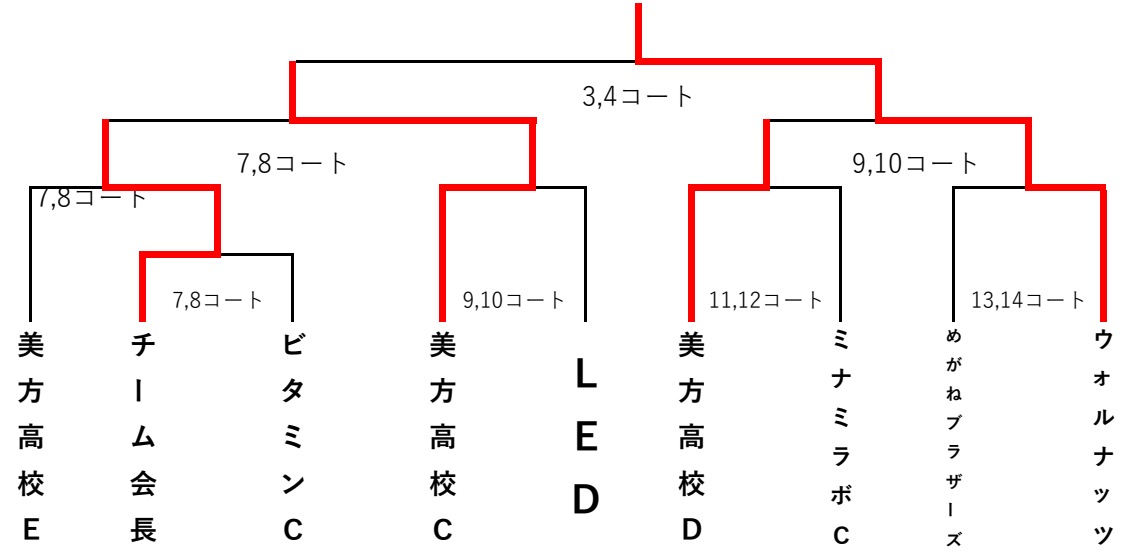 3,4コート
7,8コート
9,10コート
7,8コート
7,8コート
9,10コート
11,12コート
13,14コート
美方高校E
チーム会長
ビタミンC
美方高校C
LED
美方高校D
ミナミラボC
めがねブラザーズ
ウォルナッツ